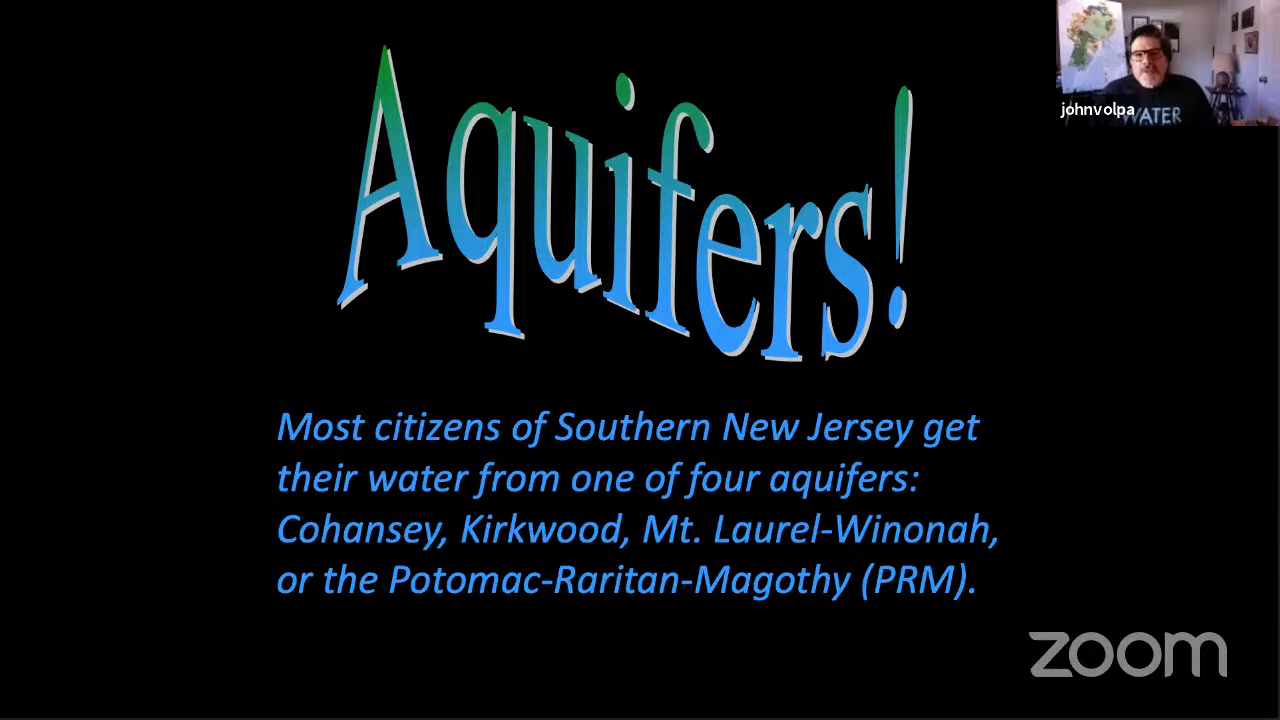 Aquifers!
johnvolpa
WATER
Most citizens of Southern New Jersey get
their water from one of four aquifers:
Cohansey, Kirkwood, Mt. Laurel-Winonah,
or the Potomac-Raritan-Magothy (PRM).
zoom